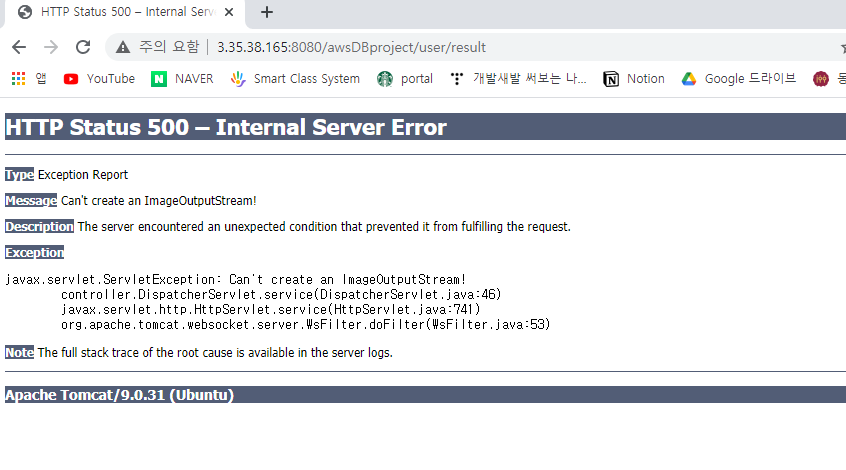 HTTP Status 500 – Internal Serve
주의 요함 3.35.38.165:8080/awsDBproject/user/result
앱 YouTube N NAVER Smart Class System portal 개발새발 써보는 나... Notion Google 드라이브 동
HTTP Status 500 – Internal Server Error
Type Exception Report
Message Can't create an ImageOutputStream!
Description The server encountered an unexpected condition that prevented it from fulfilling the request.
Exception
javax.servlet.ServletException: Can't create an ImageOutputStream!
controller.DispatcherServlet.service(DispatcherServlet.java:46)
javax.servlet.http.HttpServlet.service(HttpServlet.java:741)
org.apache.tomcat.websocket.server.WsFilter.doFilter(WsFilter.java:53)
Note The full stack trace of the root cause is available in the server logs.
Apache Tomcat/9.0.31 (Ubuntu)